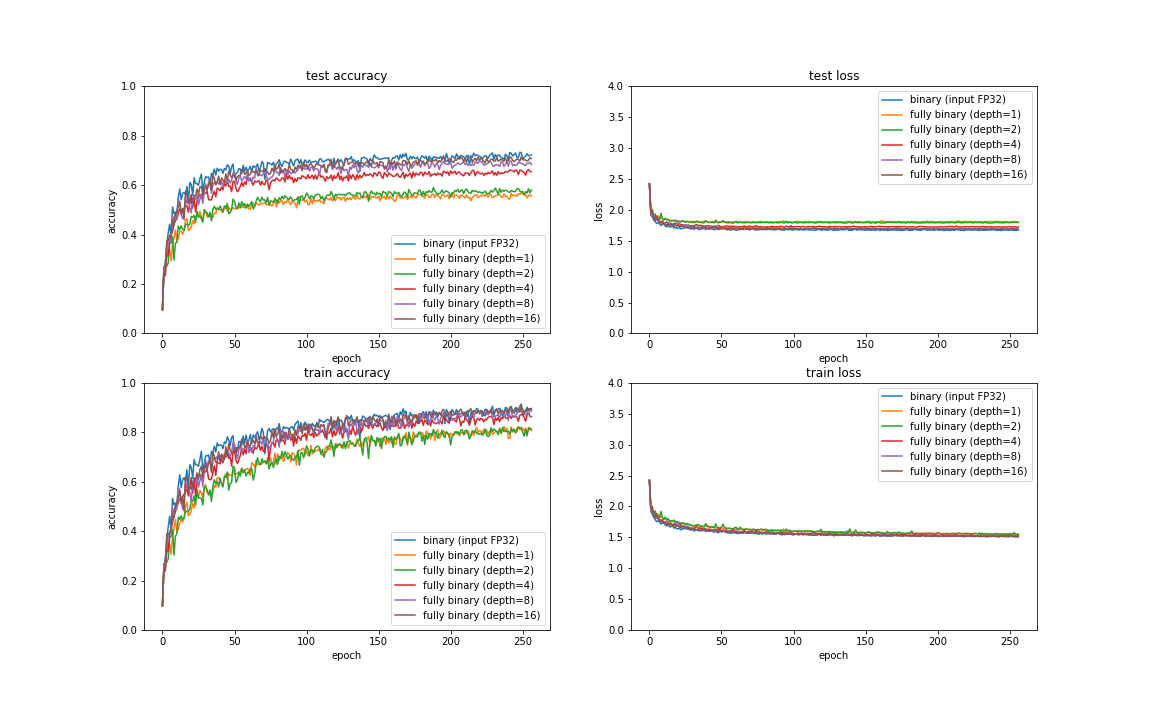 test accuracy
1.0
0.8
0.6
0.4
0.2
0.0
accuracy
0 50 100 150 200 250
epoch
binary (input FP32)
fully binary (depth=1)
fully binary (depth=2)
fully binary (depth=4)
fully binary (depth=8)
fully binary (depth=16)
test loss
4.0
3.5
3.0
2.5
2.0
1.5
1.0
0.5
0.0
loss
0 50 100 150 200 250
epoch
binary (input FP32)
fully binary (depth=1)
fully binary (depth=2)
fully binary (depth=4)
fully binary (depth=8)
fully binary (depth=16)
train accuracy
1.0
0.8
0.6
0.4
0.2
0.0
accuracy
0 50 100 150 200 250
epoch
binary (input FP32)
fully binary (depth=1)
fully binary (depth=2)
fully binary (depth=4)
fully binary (depth=8)
fully binary (depth=16)
train loss
4.0
3.5
3.0
2.5
2.0
1.5
1.0
0.5
0.0
loss
0 50 100 150 200 250
epoch
binary (input FP32)
fully binary (depth=1)
fully binary (depth=2)
fully binary (depth=4)
fully binary (depth=8)
fully binary (depth=16)